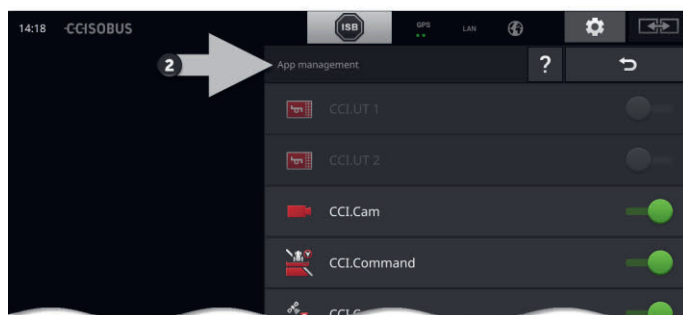 14:18 CCISOBUS ISB GPS LAN
2 App management ?
CCI.UT 1
CCI.UT 2
CCI.Cam
CCI.Command